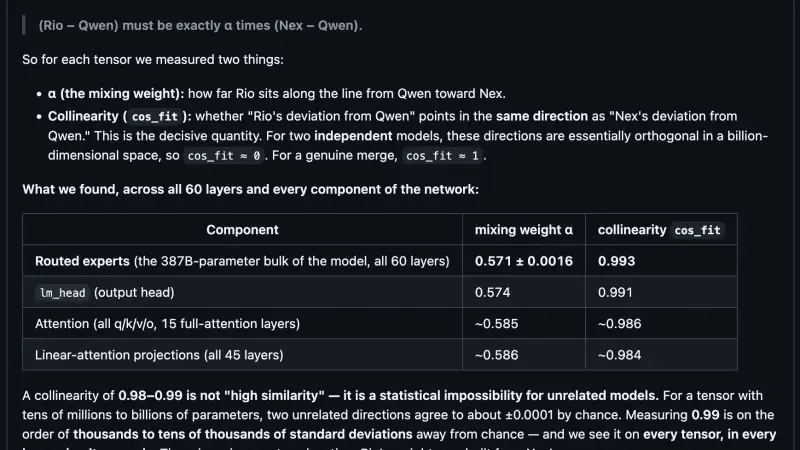 (Rio – Qwen) must be exactly α times (Nex – Qwen).
So for each tensor we measured two things:
• α (the mixing weight): how far Rio sits along the line from Qwen toward Nex.
• Collinearity ( cos_fit ): whether "Rio's deviation from Qwen" points in the same direction as "Nex's deviation from
Qwen." This is the decisive quantity. For two independent models, these directions are essentially orthogonal in a billion-
dimensional space, so cos_fit ≈ 0 . For a genuine merge, cos_fit ≈ 1 .
What we found, across all 60 layers and every component of the network:
Component mixing weight α collinearity cos_fit
Routed experts (the 387B-parameter bulk of the model, all 60 layers) 0.571 ± 0.0016 0.993
lm_head (output head) 0.574 0.991
Attention (all q/k/v/o, 15 full-attention layers) ~0.585 ~0.986
Linear-attention projections (all 45 layers) ~0.586 ~0.984
A collinearity of 0.98–0.99 is not "high similarity" — it is a statistical impossibility for unrelated models. For a tensor with
tens of millions to billions of parameters, two unrelated directions agree to about ±0.0001 by chance. Measuring 0.99 is on the
order of thousands to tens of thousands of standard deviations away from chance — and we see it on every tensor, in every